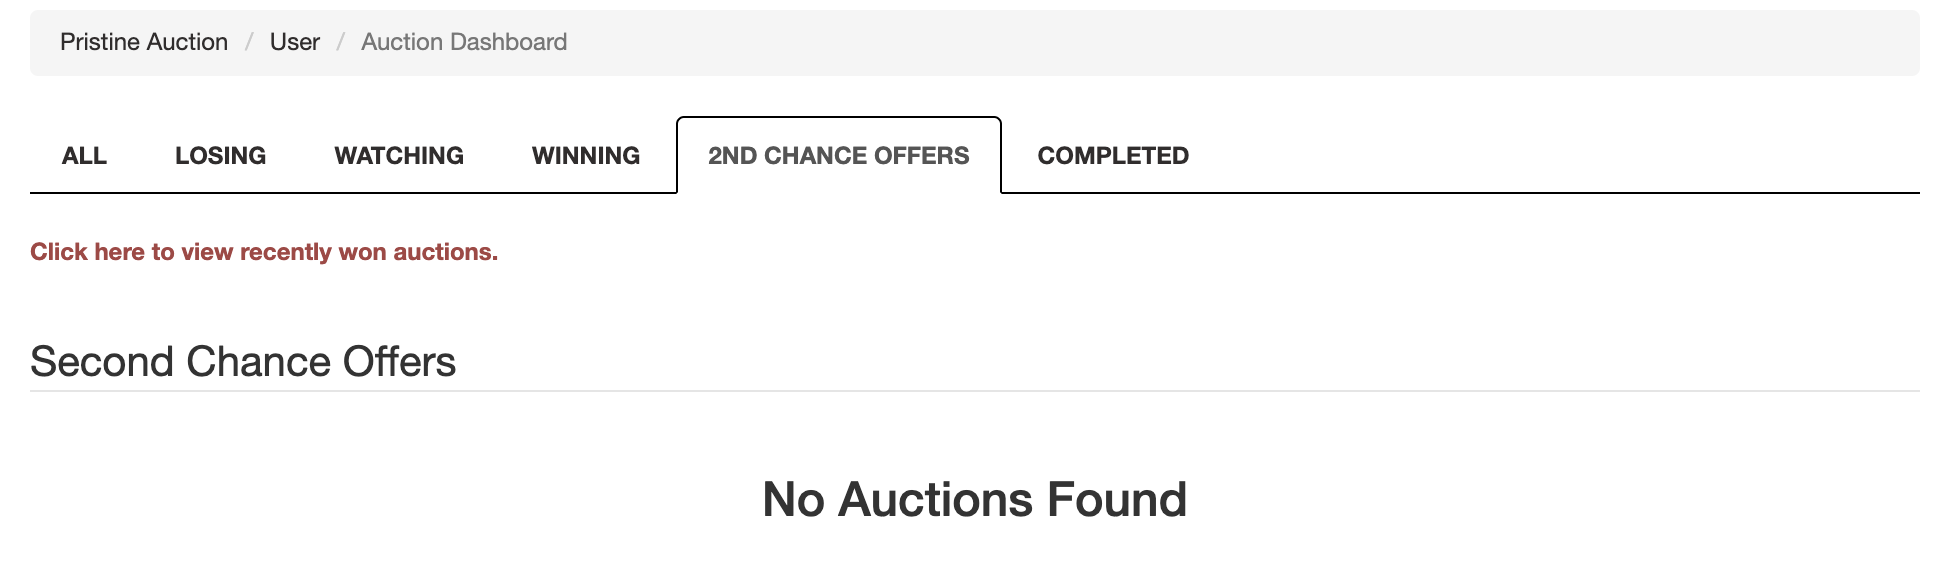 Pristine Auction / User / Auction Dashboard
ALL LOSING WATCHING WINNING 2ND CHANCE OFFERS COMPLETED
Click here to view recently won auctions.
Second Chance Offers
No Auctions Found